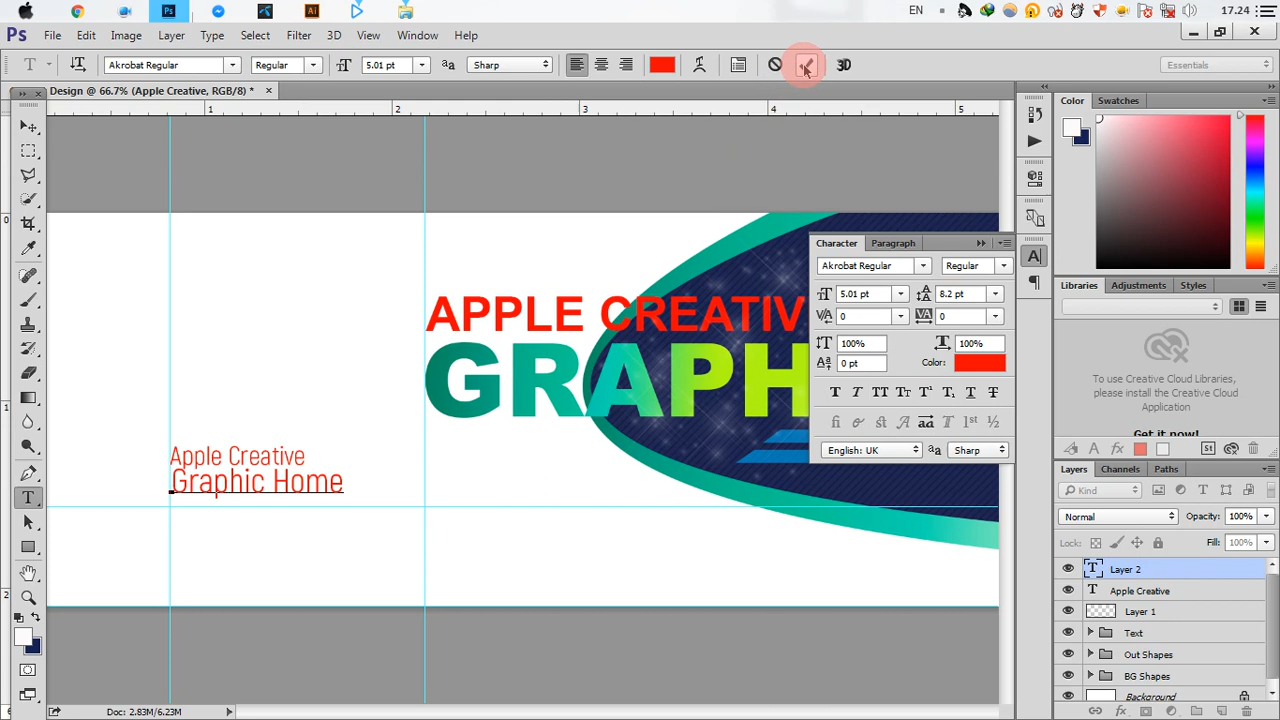 EN
17.24
Ps File Edit Image Layer Type Select Filter 3D View Window Help
T Akrobat Regular Regular 5.01 pt Sharp 3D Essentials
Design @ 66.7% (Apple Creative, RGB/8) *
1 2 3 4 5
0
1
2
APPLE CREATIV
GRAPH
Apple Creative
Graphic Home
Character Paragraph
Akrobat Regular Regular
5.01 pt 8.2 pt
0 0
100% 100%
0 pt Color:
English: UK Sharp
Color Swatches
Libraries Adjustments Styles
To use Creative Cloud Libraries,
please install the Creative Cloud
Application
Get it now!
Layers Channels Paths
Kind
Normal Opacity: 100%
Lock: Fill: 100%
Layer 2
Apple Creative
Layer 1
Text
Out Shapes
BG Shapes
Background
Doc: 2.83M/6.23M